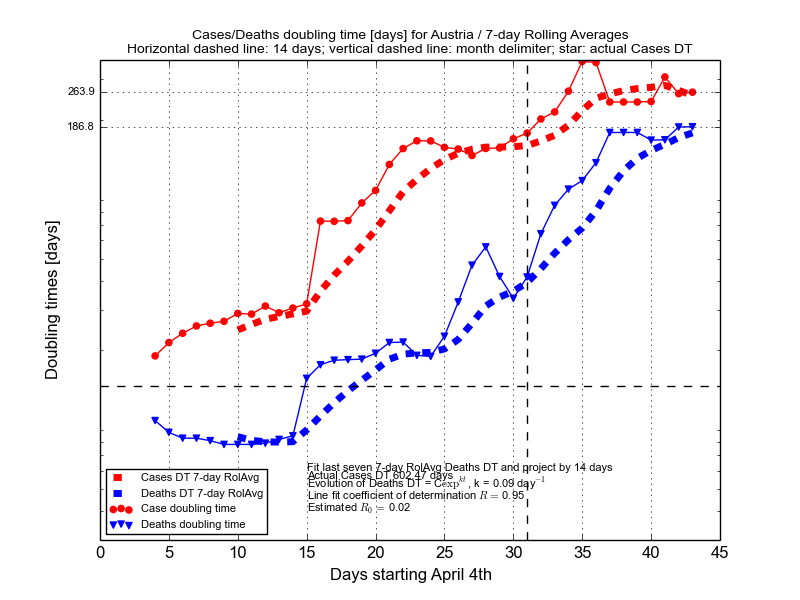 Cases/Deaths doubling time [days] for Austria / 7-day Rolling Averages
Horizontal dashed line: 14 days; vertical dashed line: month delimiter; star: actual Cases DT
263.9
186.8
Doubling times [days]
Fit last seven 7-day RolAvg Deaths DT and project by 14 days
Actual Cases DT 602.47 days
Evolution of Deaths DT = Cexp^{kt}, k = 0.09 day^{-1}
Line fit coefficient of determination R = 0.95
Estimated R_0 = 0.02
Cases DT 7-day RolAvg
Deaths DT 7-day RolAvg
Case doubling time
Deaths doubling time
0 5 10 15 20 25 30 35 40 45
Days starting April 4th